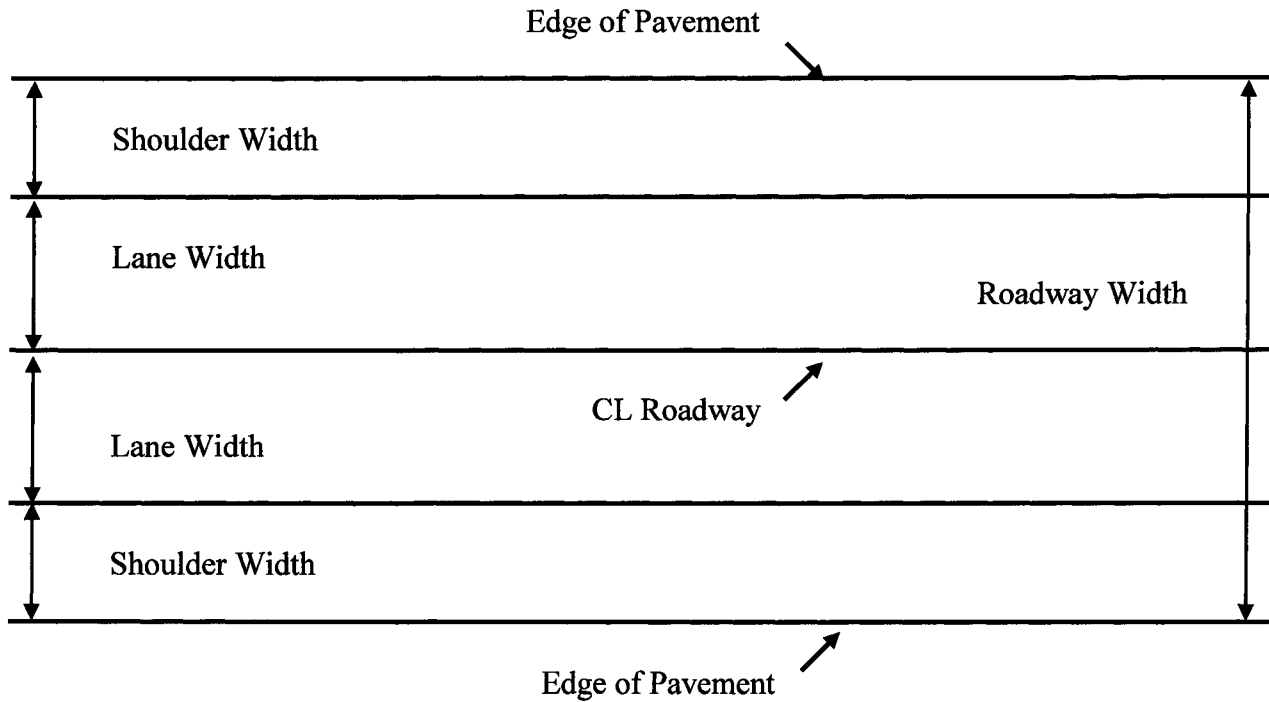 Edge of Pavement
Shoulder Width
Lane Width
Roadway Width
CL Roadway
Lane Width
Shoulder Width
Edge of Pavement